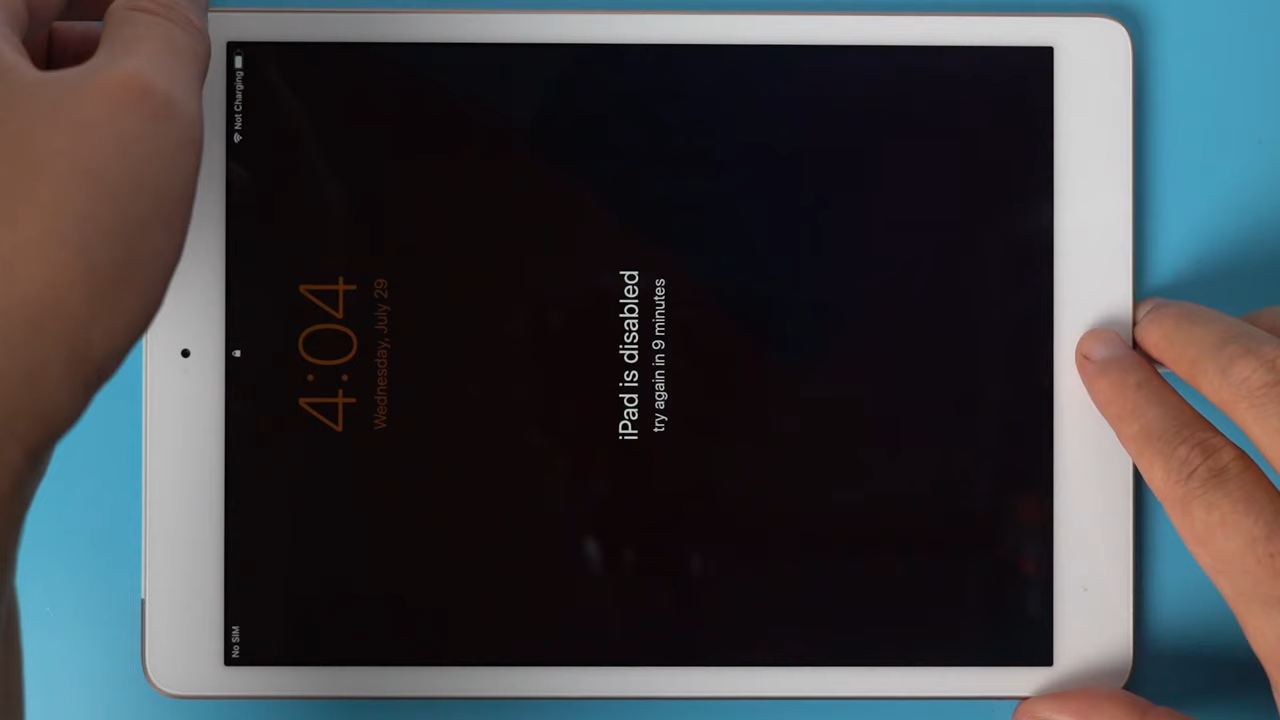 No SIM
Not Charging
4:04
Wednesday, July 29
iPad is disabled
try again in 9 minutes